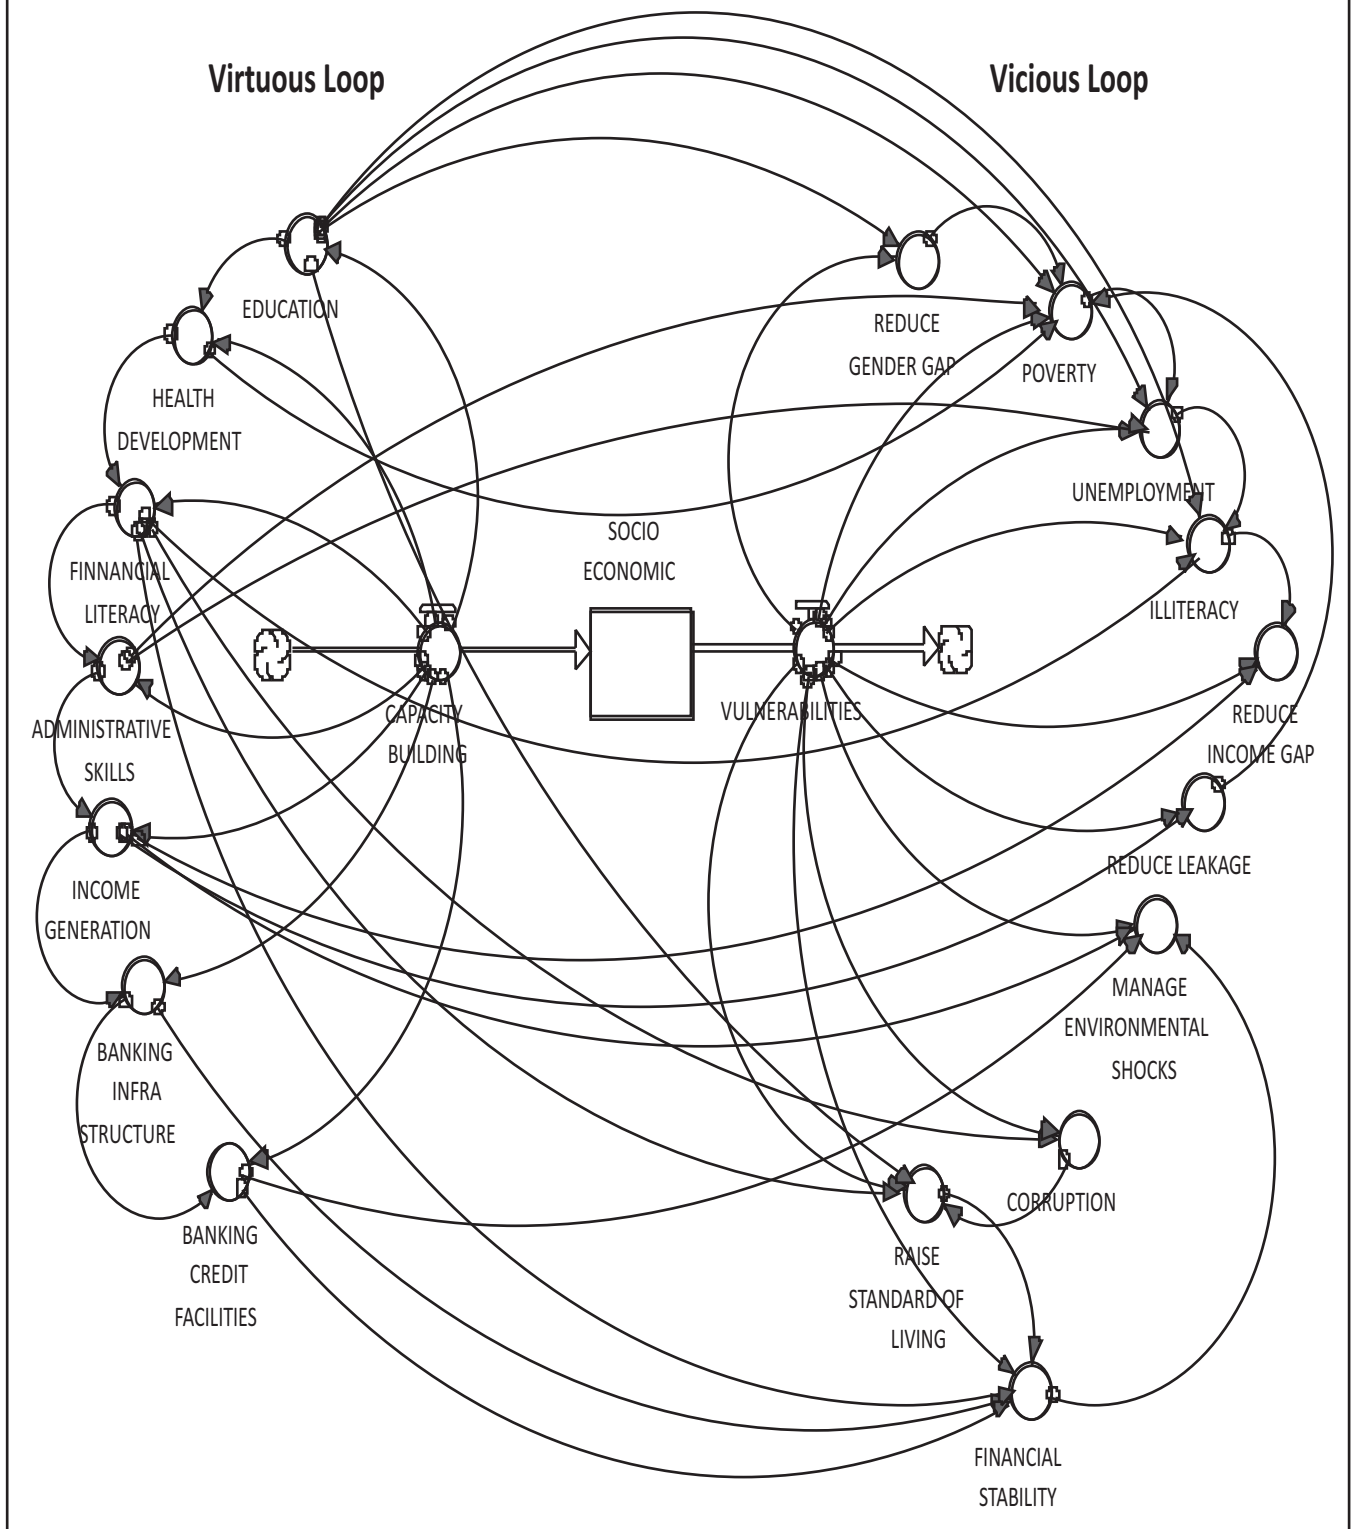 Virtuous Loop
Vicious Loop
EDUCATION
REDUCE
GENDER GAP
POVERTY
HEALTH
DEVELOPMENT
UNEMPLOYMENT
SOCIO
ECONOMIC
FINNANCIAL
LITERACY
ILLITERACY
ADMINISTRATIVE
SKILLS
CAPACITY
BUILDING
VULNERABILITIES
REDUCE
INCOME GAP
REDUCE LEAKAGE
INCOME
GENERATION
MANAGE
ENVIRONMENTAL
SHOCKS
BANKING
INFRA
STRUCTURE
CORRUPTION
BANKING
CREDIT
FACILITIES
RAISE
STANDARD OF
LIVING
FINANCIAL
STABILITY